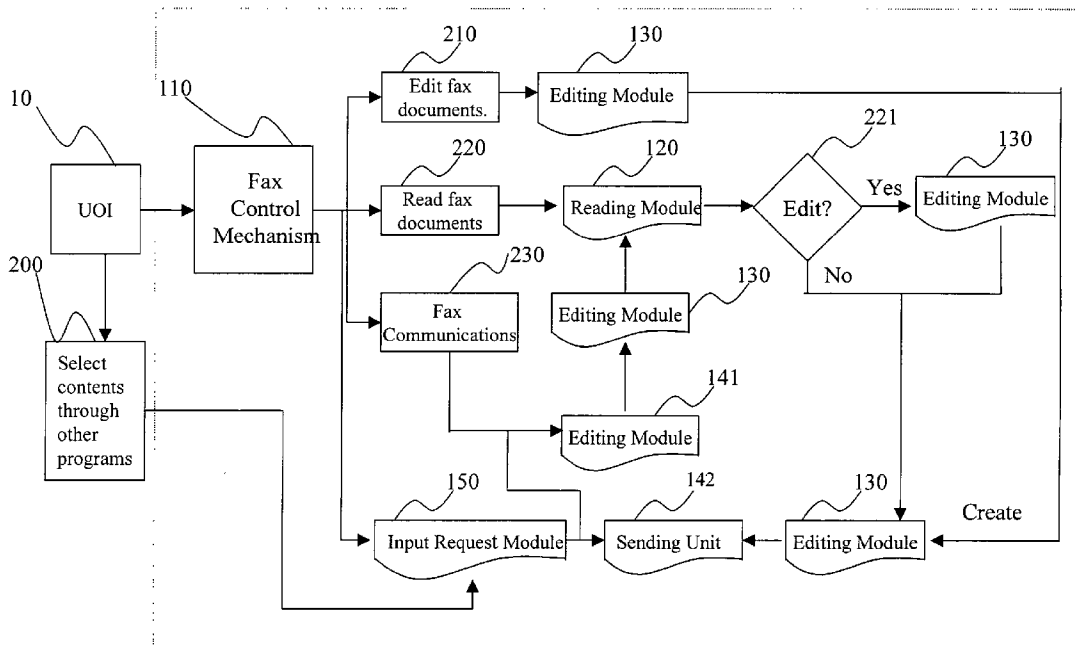 210
130
10
110
Edit fax
documents.
Editing Module
221
220
120
130
UOI
Fax
Control
Mechanism
Read fax
documents
Reading Module
Edit?
Yes
Editing Module
200
230
No
130
Fax
Communications
Editing Module
Select
contents
through
other
programs
141
Editing Module
150
142
130
Create
Input Request Module
Sending Unit
Editing Module